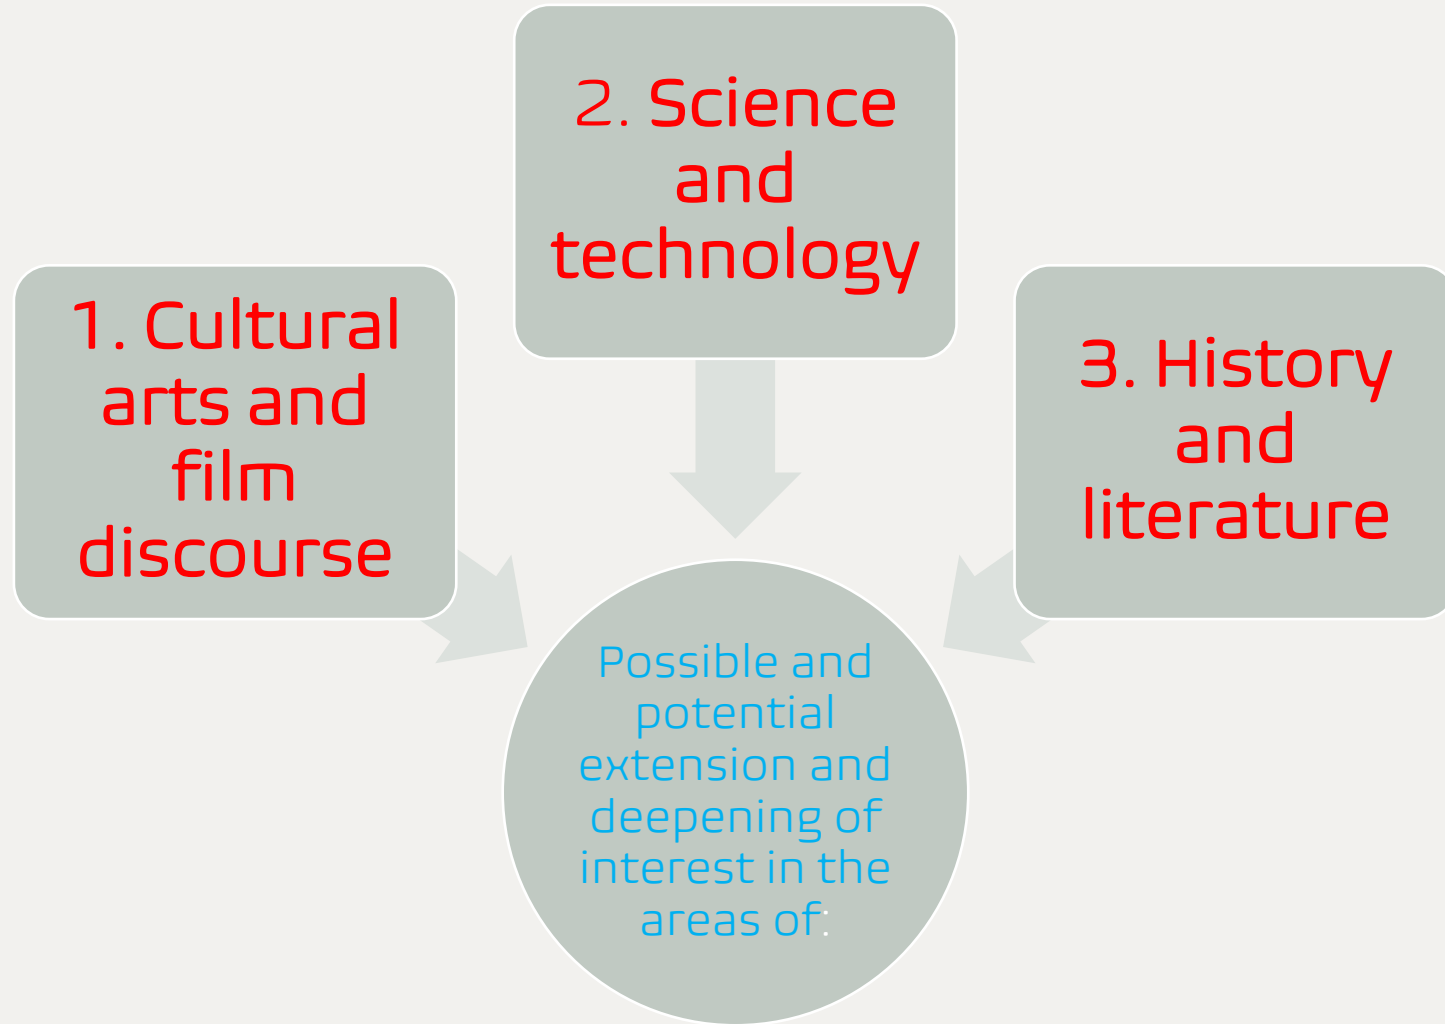 1. Cultural
arts and
film
discourse
2. Science
and
technology
3. History
and
literature
Possible and
potential
extension and
deepening of
interest in the
areas of: